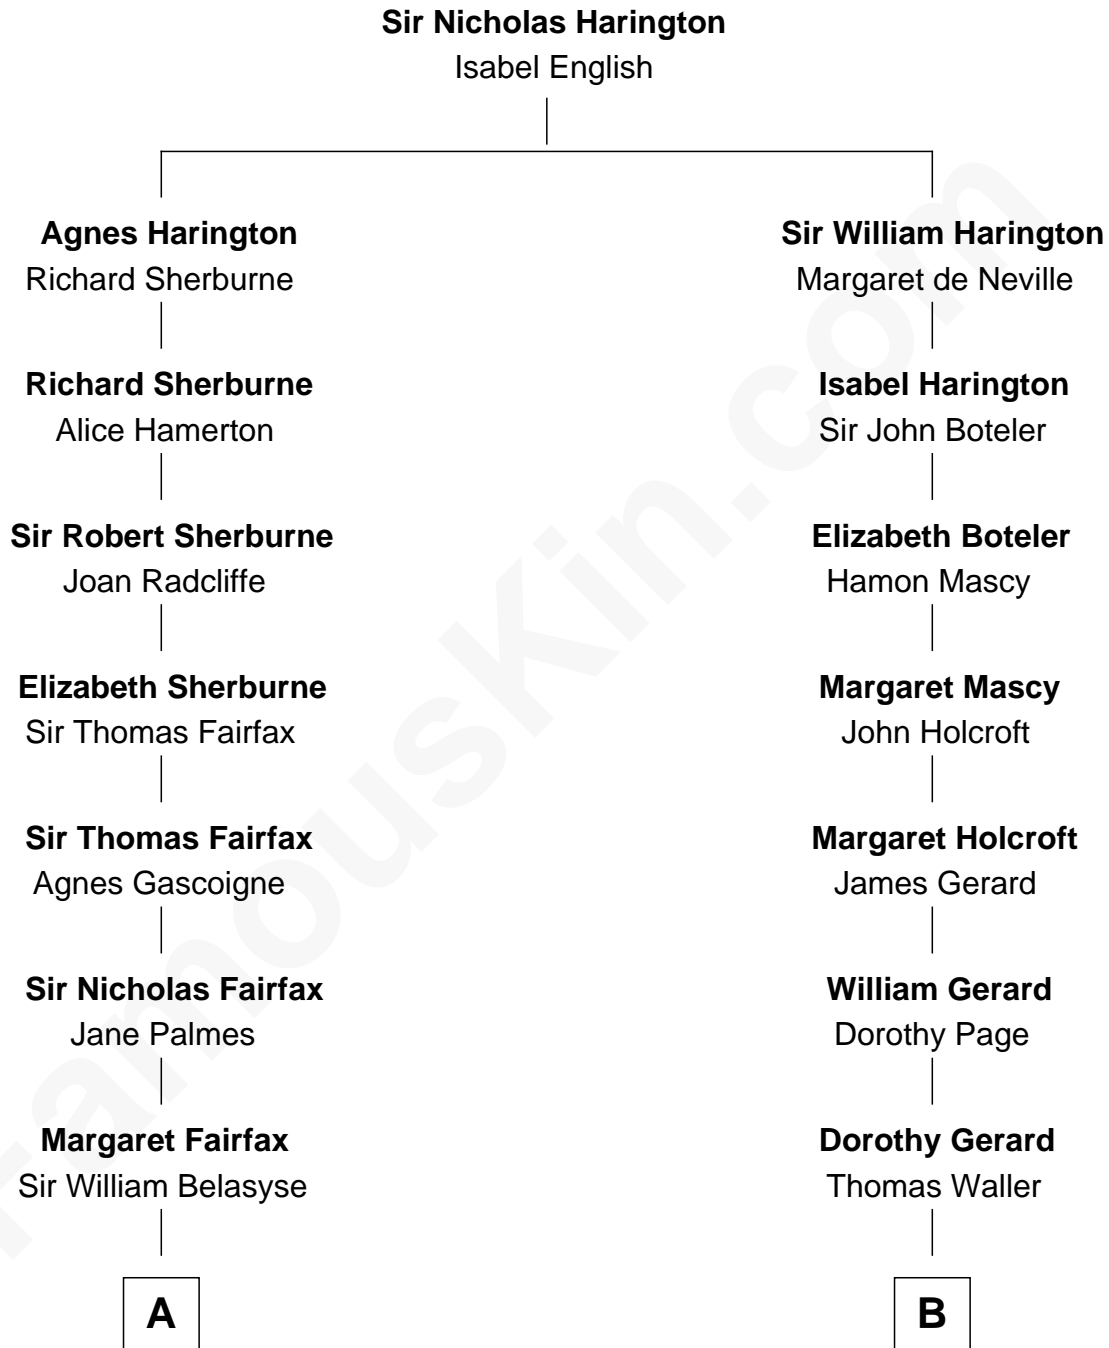 Sir Nicholas Harington
Isabel English
Agnes Harington
Richard Sherburne
Sir William Harington
Margaret de Neville
Richard Sherburne
Alice Hamerton
Isabel Harington
Sir John Boteler
Sir Robert Sherburne
Joan Radcliffe
Elizabeth Boteler
Hamon Mascy
Elizabeth Sherburne
Sir Thomas Fairfax
Margaret Mascy
John Holcroft
Sir Thomas Fairfax
Agnes Gascoigne
Margaret Holcroft
James Gerard
Sir Nicholas Fairfax
Jane Palmes
William Gerard
Dorothy Page
Margaret Fairfax
Sir William Belasyse
Dorothy Gerard
Thomas Waller
A
B
FamousKin.com